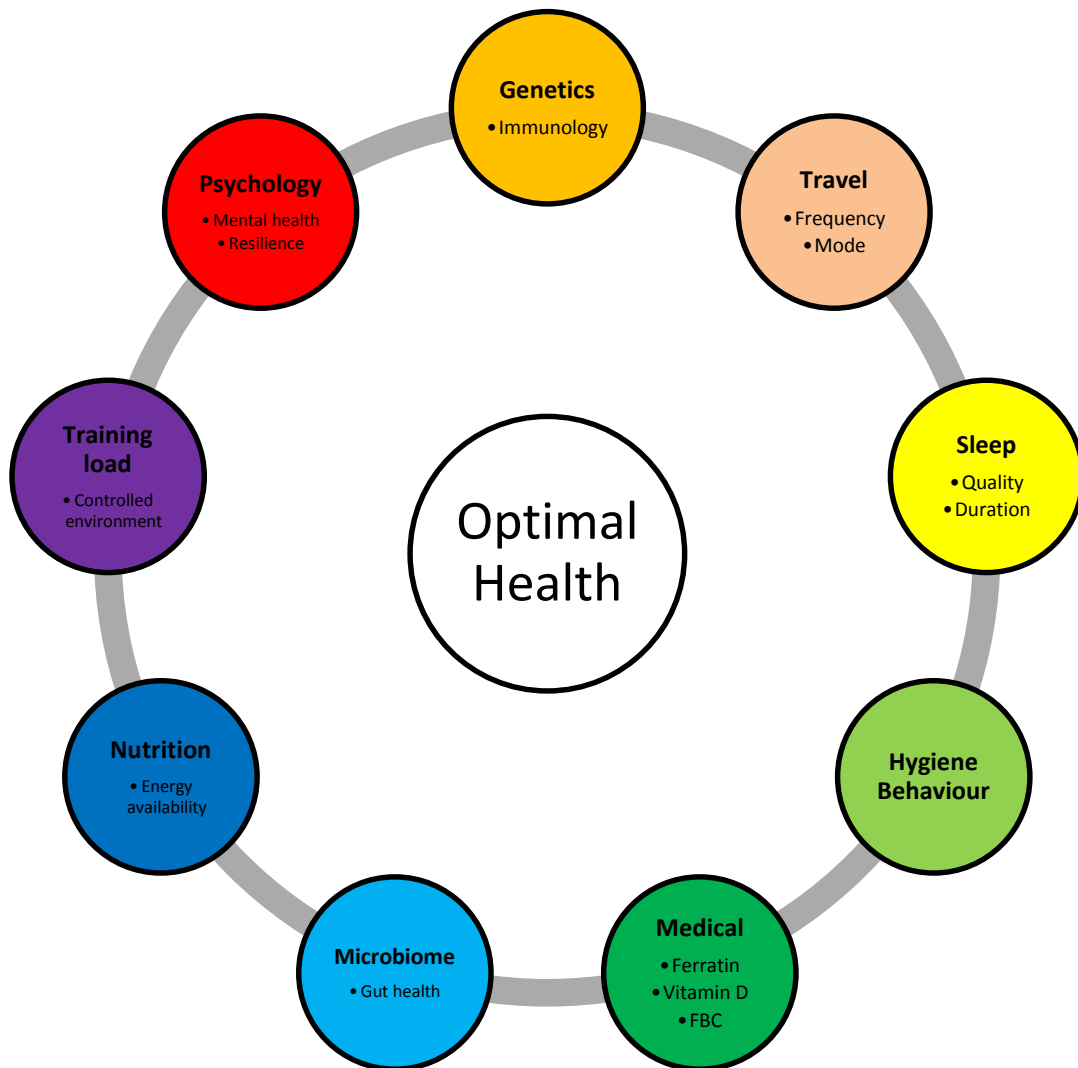 Genetics
• Immunology
Travel
• Frequency
• Mode
Sleep
• Quality
• Duration
Hygiene
Behaviour
Medical
• Ferratin
• Vitamin D
• FBC
Microbiome
• Gut health
Nutrition
• Energy
availability
Training
load
• Controlled
environment
Psychology
• Mental health
• Resilience
Optimal
Health